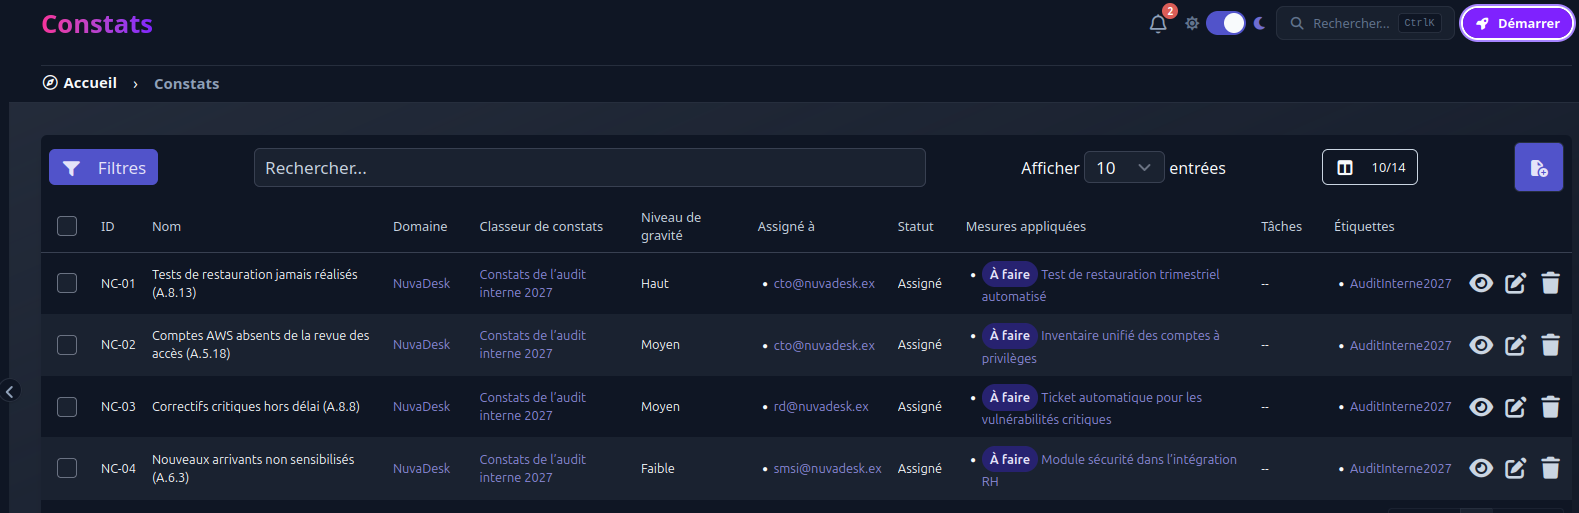 Constats
2
Rechercher... CtrlK
Démarrer
Accueil › Constats
Filtres
Rechercher...
Afficher 10 entrées
10/14
ID Nom Domaine Classeur de constats Niveau de gravité Assigné à Statut Mesures appliquées Tâches Étiquettes
NC-01 Tests de restauration jamais réalisés (A.8.13) NuvaDesk Constats de l’audit interne 2027 Haut • cto@nuvadesk.ex Assigné • À faire Test de restauration trimestriel automatisé -- • AuditInterne2027
NC-02 Comptes AWS absents de la revue des accès (A.5.18) NuvaDesk Constats de l’audit interne 2027 Moyen • cto@nuvadesk.ex Assigné • À faire Inventaire unifié des comptes à privilèges -- • AuditInterne2027
NC-03 Correctifs critiques hors délai (A.8.8) NuvaDesk Constats de l’audit interne 2027 Moyen • rd@nuvadesk.ex Assigné • À faire Ticket automatique pour les vulnérabilités critiques -- • AuditInterne2027
NC-04 Nouveaux arrivants non sensibilisés (A.6.3) NuvaDesk Constats de l’audit interne 2027 Faible • smsi@nuvadesk.ex Assigné • À faire Module sécurité dans l’intégration RH -- • AuditInterne2027